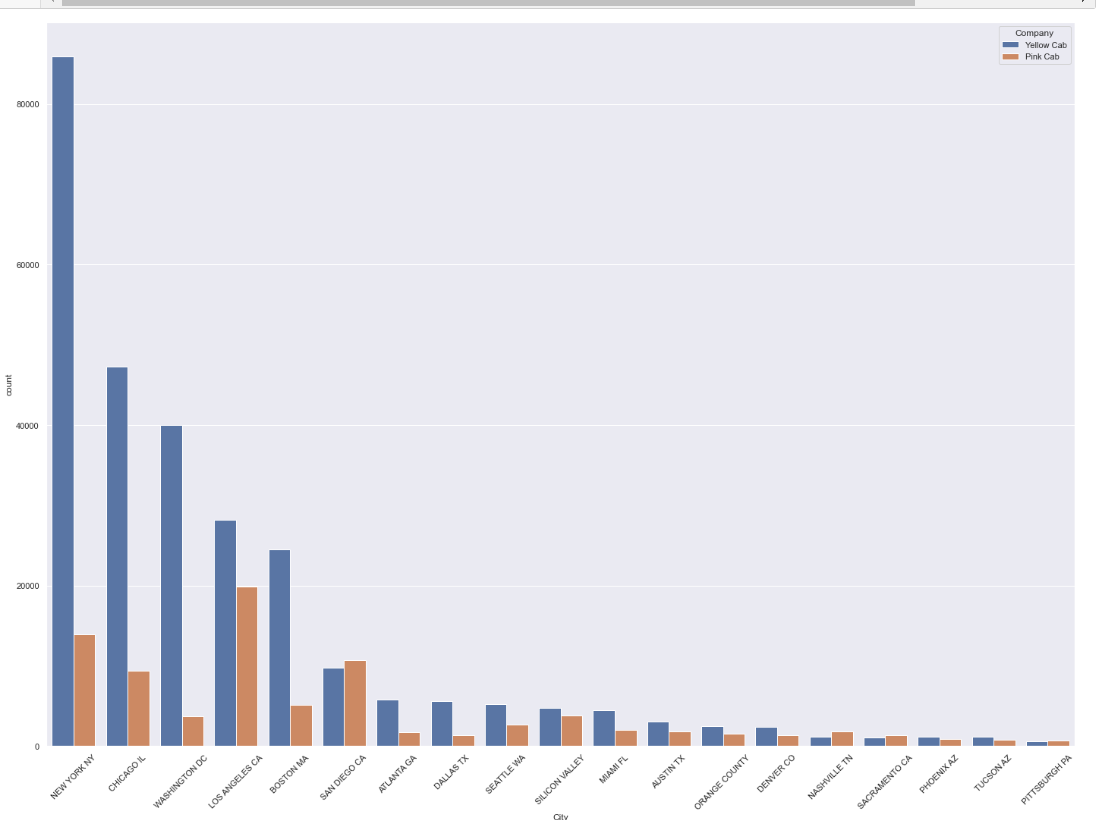 Company
Yellow Cab
Pink Cab
80000
60000
count
40000
20000
0
NEW YORK NY
CHICAGO IL
WASHINGTON DC
LOS ANGELES CA
BOSTON MA
SAN DIEGO CA
ATLANTA GA
DALLAS TX
SEATTLE WA
SILICON VALLEY
MIAMI FL
AUSTIN TX
ORANGE COUNTY
DENVER CO
NASHVILLE TN
SACRAMENTO CA
PHOENIX AZ
TUCSON AZ
PITTSBURGH PA
City